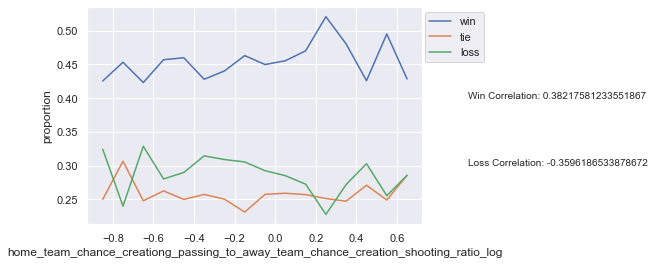 0.50
0.45
0.40
0.35
0.30
0.25
proportion
−0.8 −0.6 −0.4 −0.2 0.0 0.2 0.4 0.6
home_team_chance_creationg_passing_to_away_team_chance_creation_shooting_ratio_log
win
tie
loss
Win Correlation: 0.38217581233551867
Loss Correlation: -0.3596186533878672